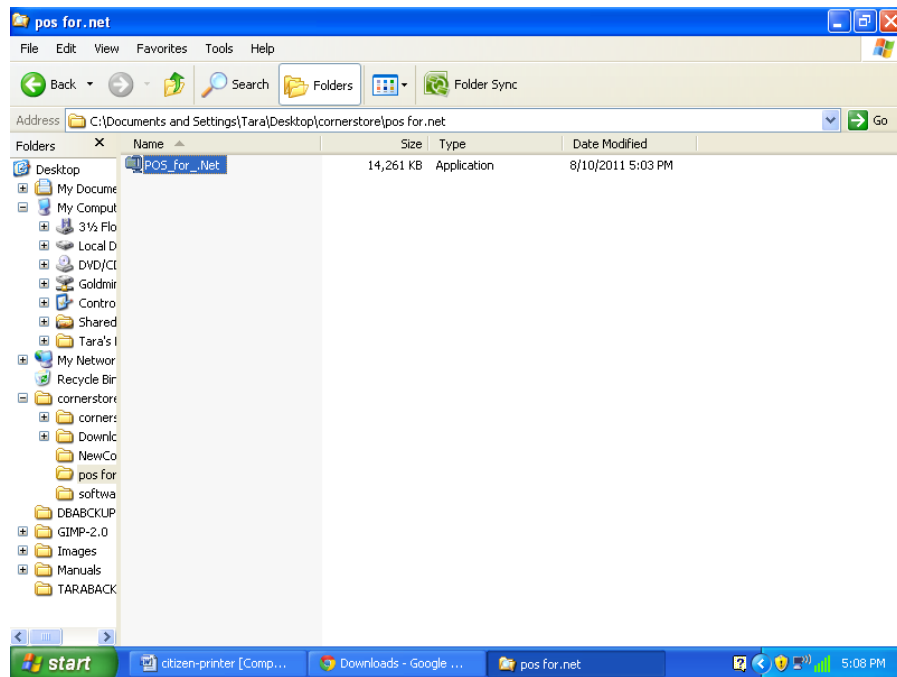 pos for.net
File Edit View Favorites Tools Help
Back Search Folders Folder Sync
Address C:\Documents and Settings\Tara\Desktop\cornerstore\pos for.net Go
Folders X Name Size Type Date Modified
POS_for_.Net 14,261 KB Application 8/10/2011 5:03 PM
Desktop
My Docume
My Comput
3½ Flo
Local D
DVD/CD
Goldmin
Contro
Shared
Tara's
My Networ
Recycle Bin
cornerstore
corners
Downlo
NewCo
pos for
softwa
DBABCKUP
GIMP-2.0
Images
Manuals
TARABACK
start citizen-printer [Comp... Downloads - Google ... pos for.net 5:08 PM